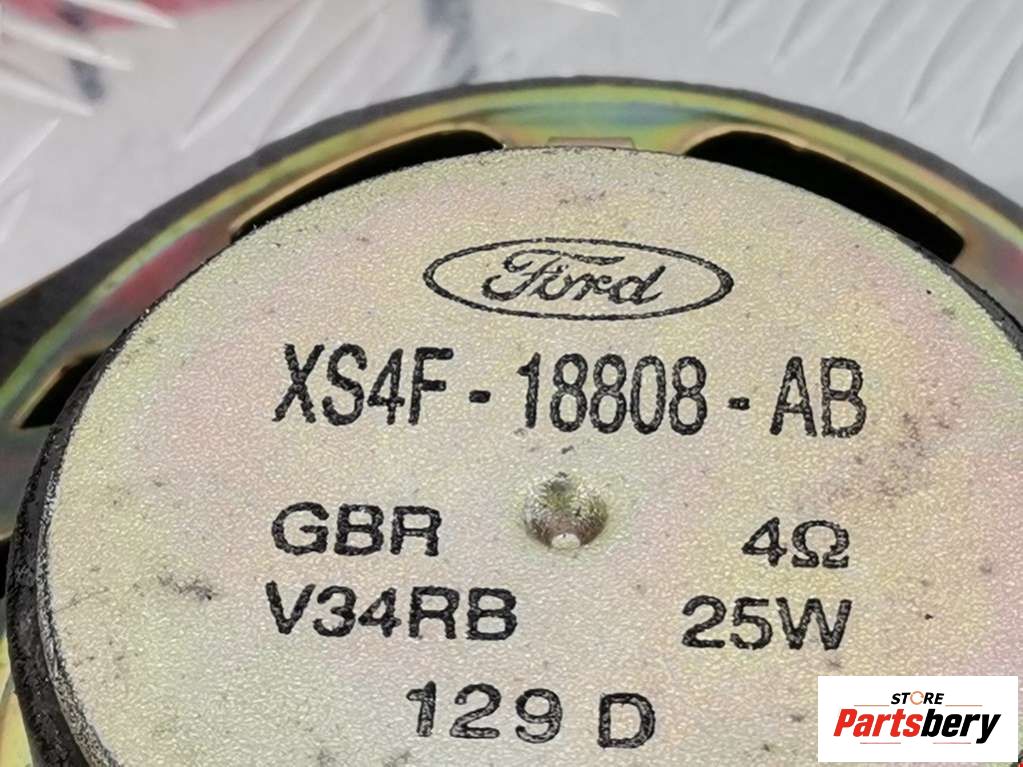 Ford
XS4F - 18808 - AB
GBR 4Ω
V34RB 25W
129 D
STORE
Partsbery